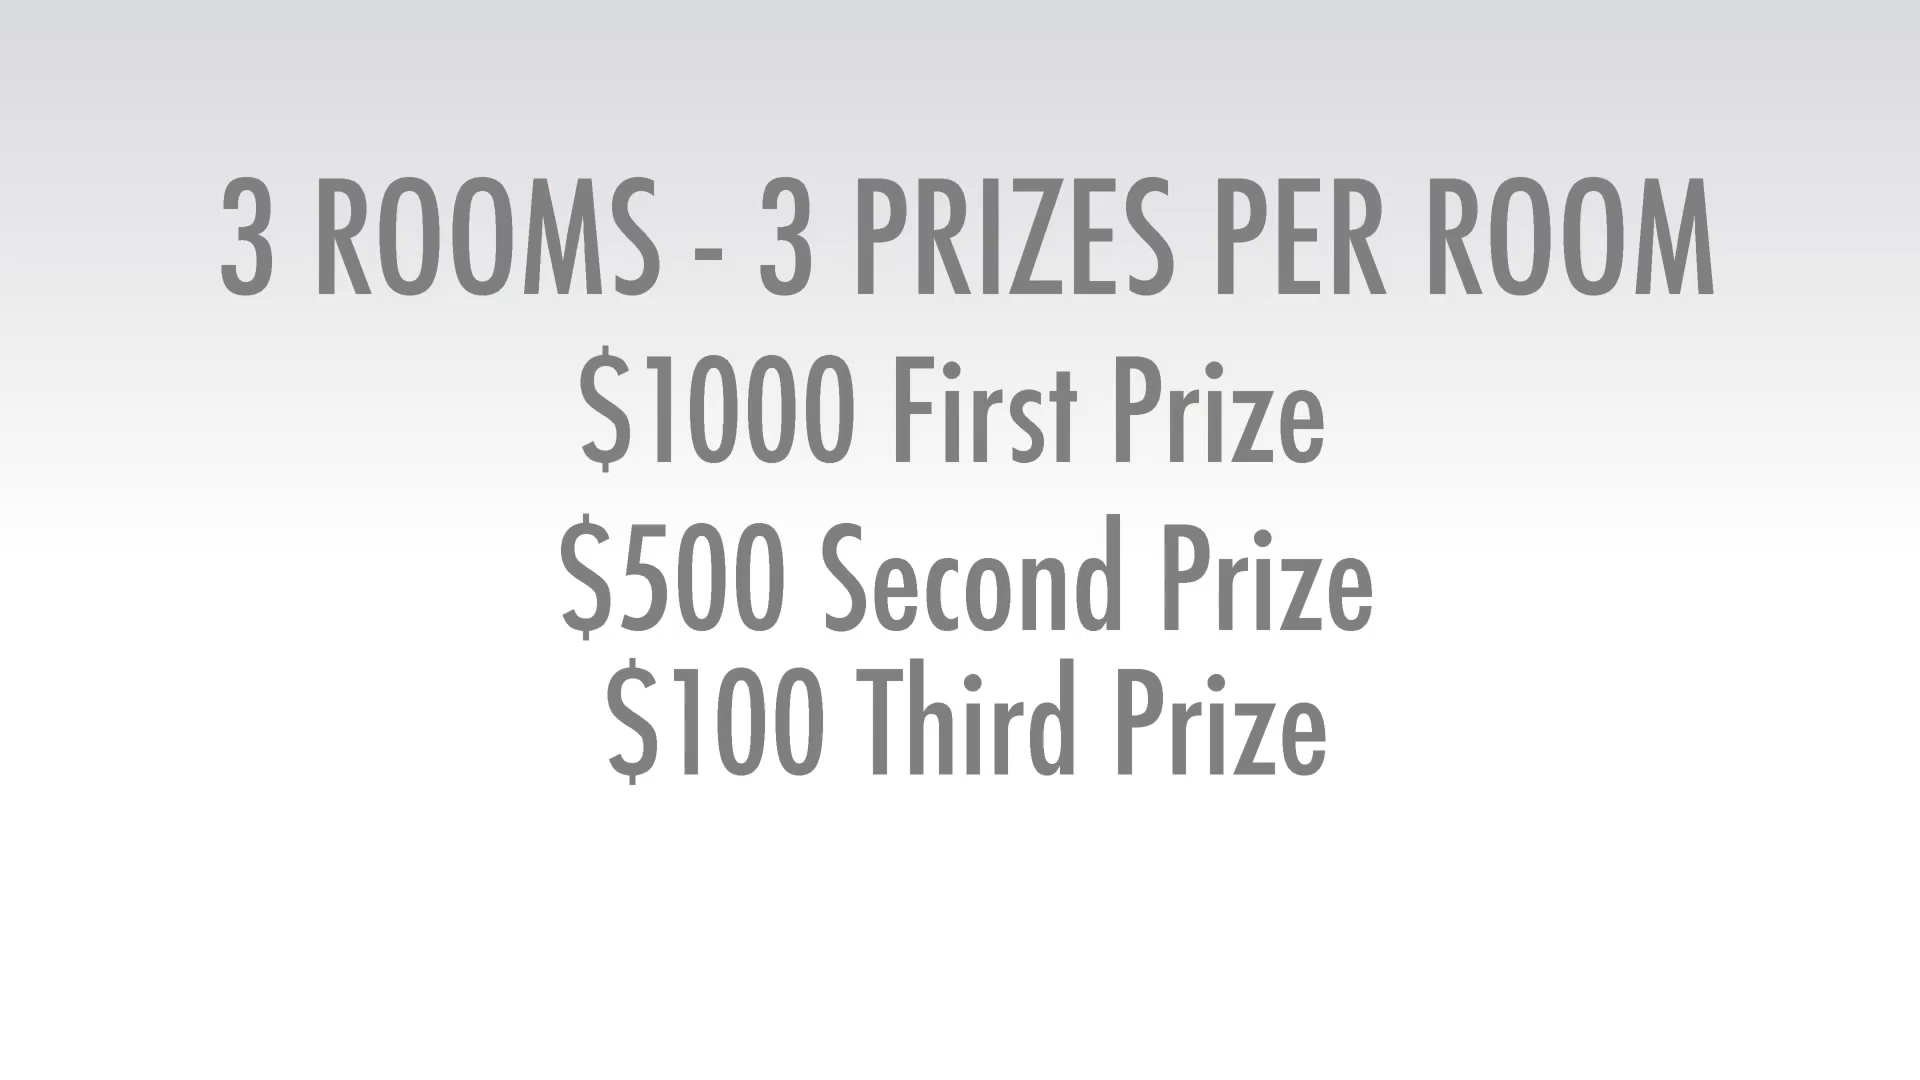 3 ROOMS - 3 PRIZES PER ROOM
$1000 First Prize
$500 Second Prize
$100 Third Prize